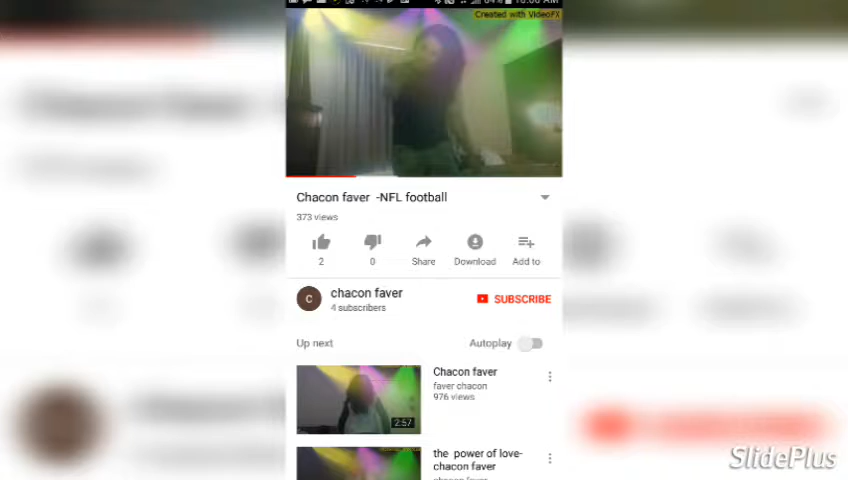 Created with VideoFX
Chacon faver -NFL football
373 views
2
0
Share
Download
Add to
C
chacon faver
4 subscribers
SUBSCRIBE
Up next
Autoplay
Chacon faver
faver chacon
976 views
2:57
the power of love-
chacon faver
SlidePlus